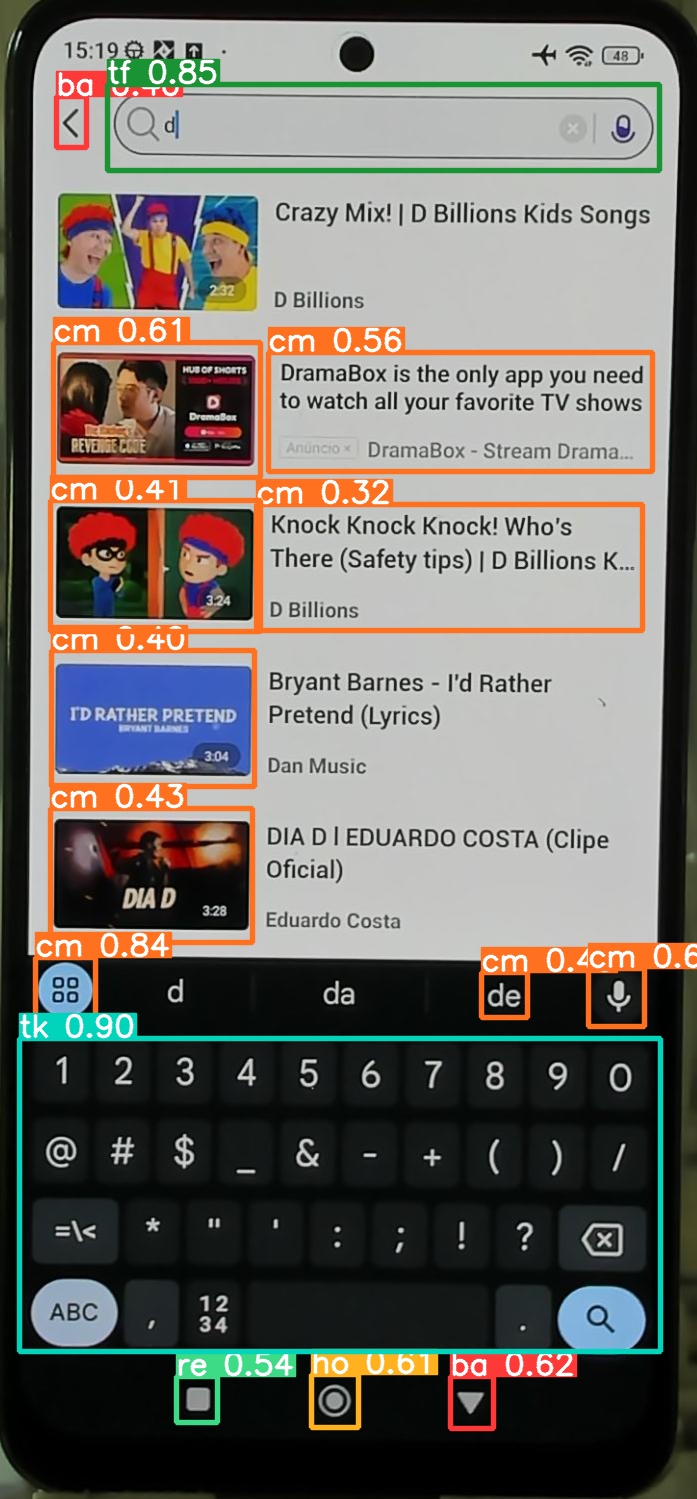 15:19
48
tf 0.85
ba
d
Crazy Mix! | D Billions Kids Songs
2:32
D Billions
cm 0.61
cm 0.56
HUB OF SHORTS
DramaBox
REVENGE CODE
DramaBox is the only app you need
to watch all your favorite TV shows
Anúncio ×
DramaBox - Stream Drama...
cm 0.41
cm 0.32
3:24
Knock Knock Knock! Who's
There (Safety tips) | D Billions K...
D Billions
cm 0.40
I'D RATHER PRETEND
BRYANT BARNES
3:04
Bryant Barnes - I'd Rather
Pretend (Lyrics)
Dan Music
cm 0.43
DIA D
3:28
DIA D l EDUARDO COSTA (Clipe
Oficial)
Eduardo Costa
cm 0.84
cm 0.4
cm 0.6
d da de
tk 0.90
1 2 3 4 5 6 7 8 9 0
@ # $ _ & - + ( ) /
=\< * " ' : ; ! ?
ABC , 12 .
34
re 0.54
ho 0.61
ba 0.62